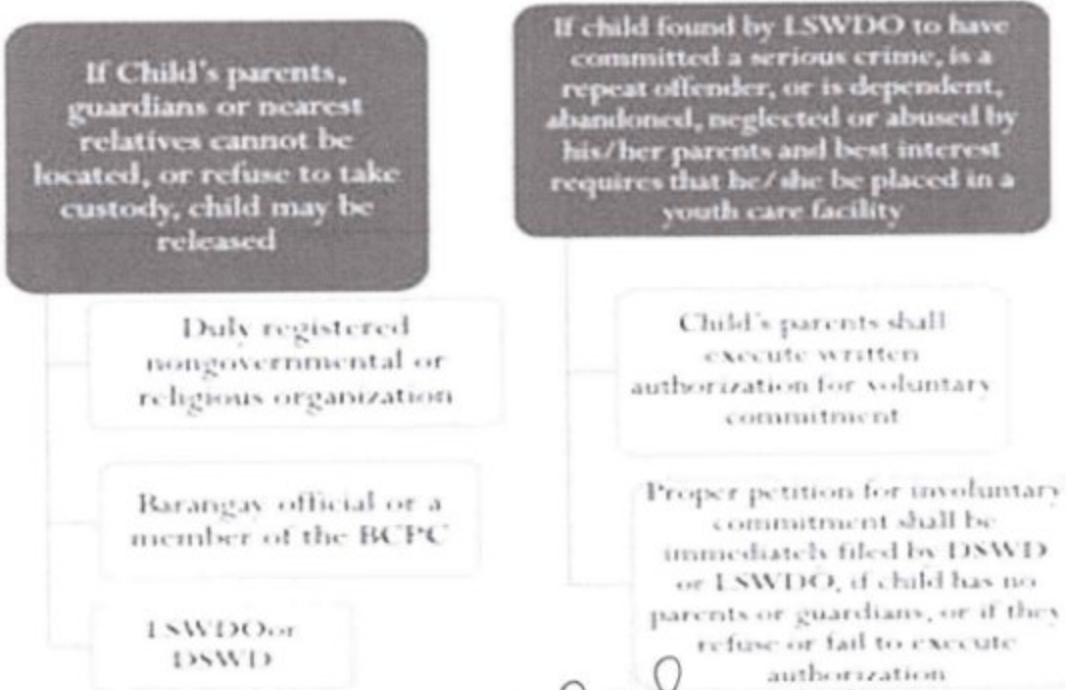 If Child's parents,
guardians or nearest
relatives cannot be
located, or refuse to take
custody, child may be
released
Duly registered
nongovernmental or
religious organization
Barangay official or a
member of the BCPC
LSWDOor
DSWD
If child found by LSWDO to have
committed a serious crime, is a
repeat offender, or is dependent,
abandoned, neglected or abused by
his/her parents and best interest
requires that he/she be placed in a
youth care facility
Child's parents shall
execute written
authorization for voluntary
commitment
Proper petition for involuntary
commitment shall be
immediately filed by DSWD
or LSWDO, if child has no
parents or guardians, or if they
refuse or fail to execute
authorization